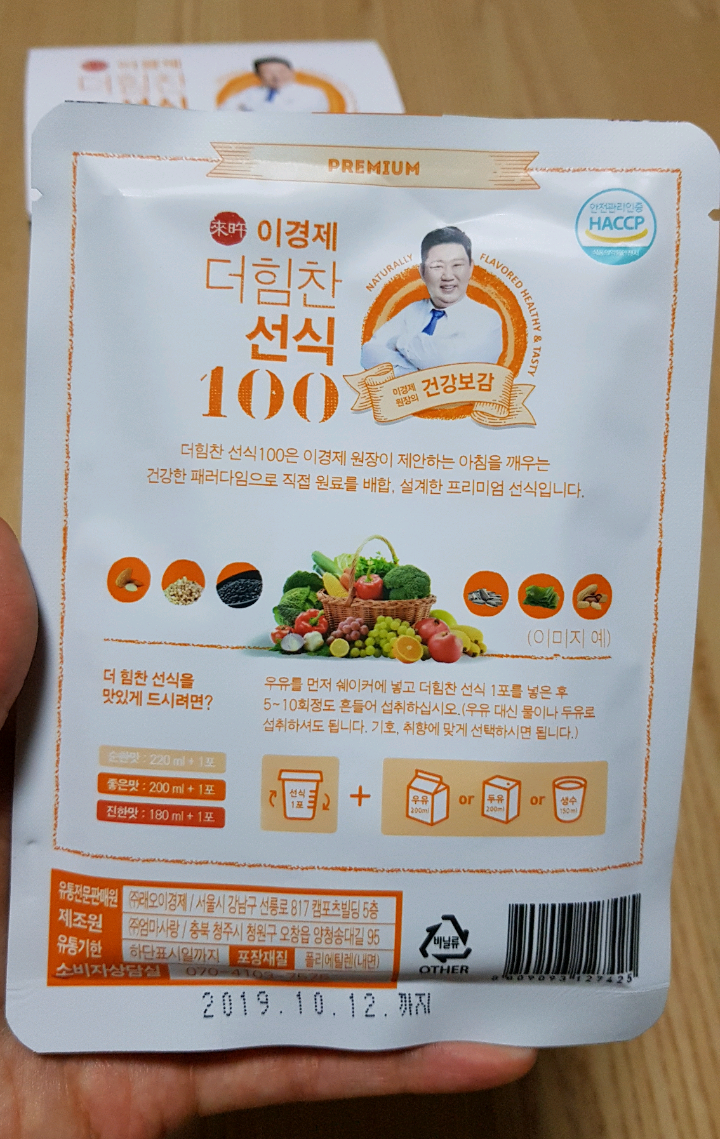 이경제
더힘찬
선식
PREMIUM
來昨 이경제
더힘찬
선식
100
안전관리인증
HACCP
NATURALLY FLAVORED HEALTHY & TASTY
이경제
원장의 건강보감
더힘찬 선식100은 이경제 원장이 제안하는 아침을 깨우는
건강한 패러다임으로 직접 원료를 배합, 설계한 프리미엄 선식입니다.
(이미지 예)
더 힘찬 선식을
맛있게 드시려면?
우유를 먼저 쉐이커에 넣고 더힘찬 선식 1포를 넣은 후
5~10회정도 흔들어 섭취하십시오.(우유 대신 물이나 두유로
섭취하셔도 됩니다. 기호, 취향에 맞게 선택하시면 됩니다.)
순한맛 : 220 ml + 1포
좋은맛 : 200 ml + 1포
진한맛 : 180 ml + 1포
선식
1포
+
우유
200ml
or
두유
200ml
or
생수
150ml
유통전문판매원 ㈜래오이경제 / 서울시 강남구 선릉로 817 캠포츠빌딩 5층
제조원 ㈜엄마사랑 / 충북 청주시 청원구 오창읍 양청송대길 95
유통기한 하단표시일까지 포장재질 폴리에틸렌(내면)
소비자상담실
비닐류
OTHER
2019.10.12.까지